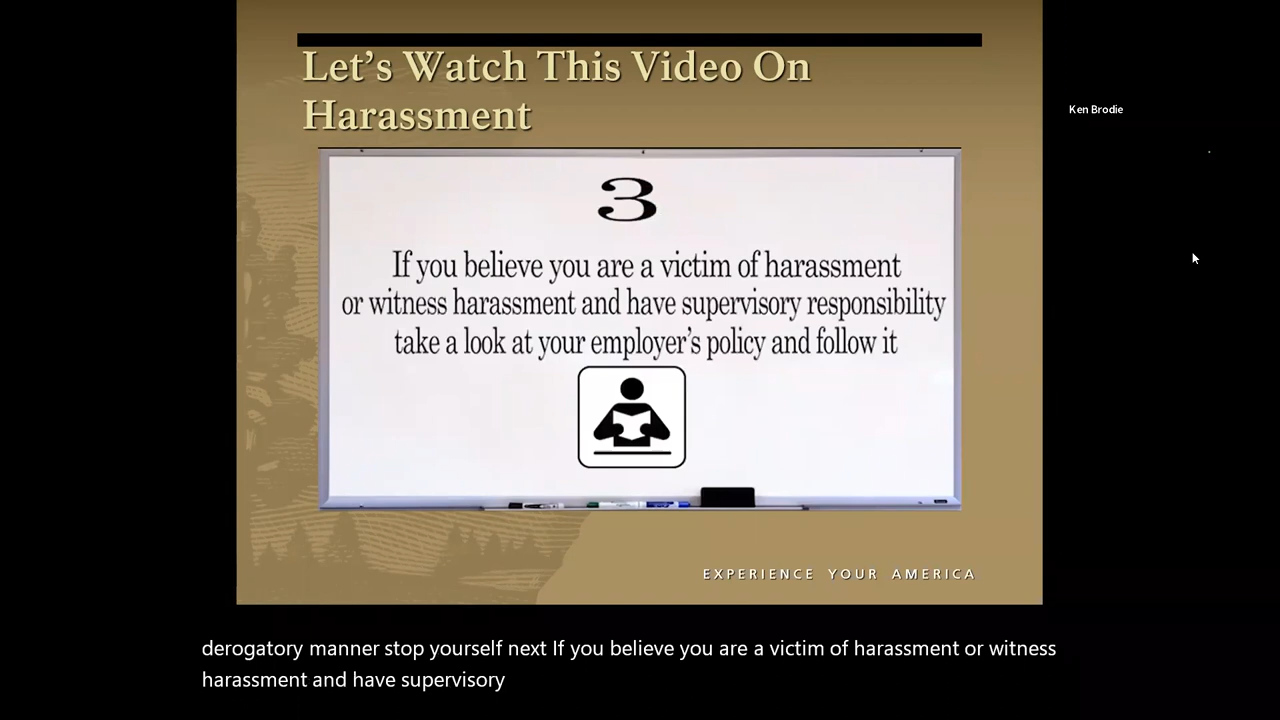 Let's Watch This Video On
Harassment
Ken Brodie
3
If you believe you are a victim of harassment
or witness harassment and have supervisory responsibility
take a look at your employer's policy and follow it
EXPERIENCE YOUR AMERICA
derogatory manner stop yourself next If you believe you are a victim of harassment or witness
harassment and have supervisory